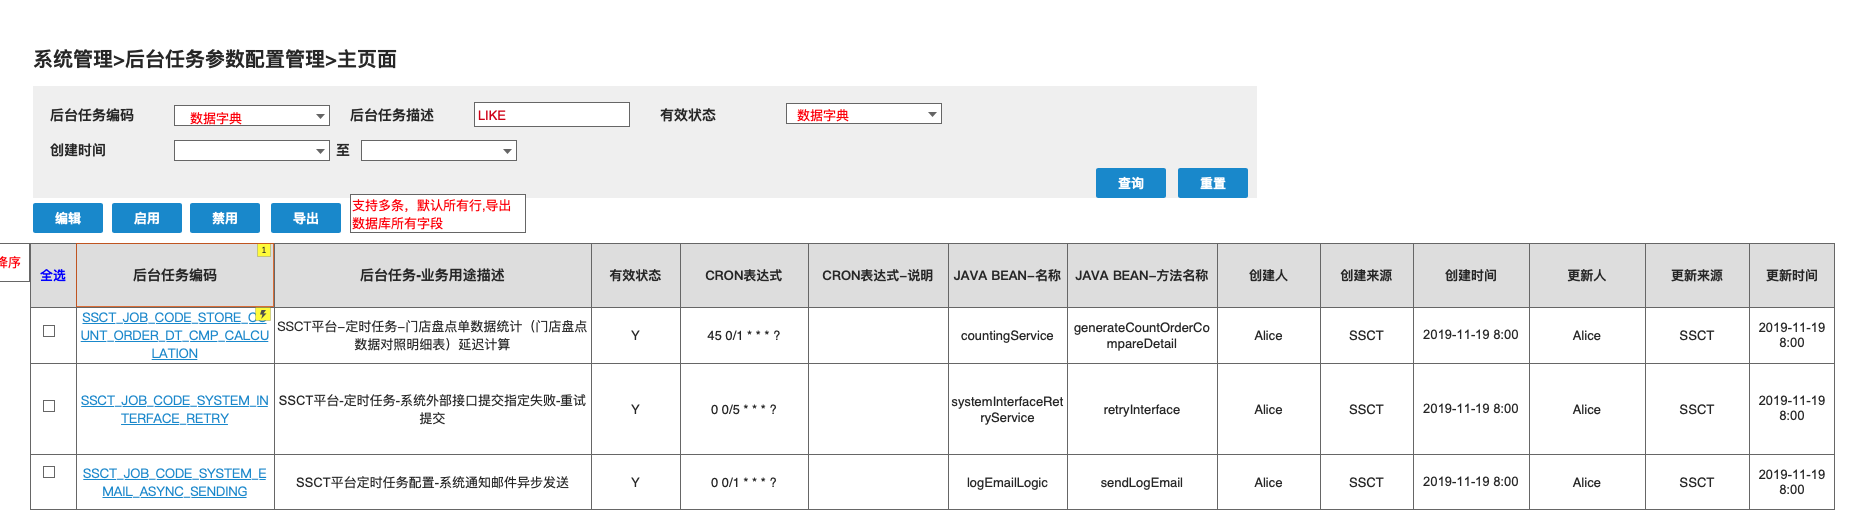 系统管理>后台任务参数配置管理>主页面
后台任务编码 数据字典 后台任务描述 LIKE 有效状态 数据字典
创建时间 至
查询 重置
编辑 启用 禁用 导出
支持多条，默认所有行,导出
数据库所有字段
降序
全选 后台任务编码 1 后台任务-业务用途描述 有效状态 CRON表达式 CRON表达式-说明 JAVA BEAN-名称 JAVA BEAN-方法名称 创建人 创建来源 创建时间 更新人 更新来源 更新时间
SSCT_JOB_CODE_STORE_CO
UNT_ORDER_DT_CMP_CALCU
LATION
SSCT平台-定时任务-门店盘点单数据统计（门店盘点
数据对照明细表）延迟计算
Y
45 0/1 * * * ?
countingService
generateCountOrderCo
mpareDetail
Alice
SSCT
2019-11-19 8:00
Alice
SSCT
2019-11-19
8:00
SSCT_JOB_CODE_SYSTEM_IN
TERFACE_RETRY
SSCT平台-定时任务-系统外部接口提交指定失败-重试
提交
Y
0 0/5 * * * ?
systemInterfaceRet
ryService
retryInterface
Alice
SSCT
2019-11-19 8:00
Alice
SSCT
2019-11-19
8:00
SSCT_JOB_CODE_SYSTEM_E
MAIL_ASYNC_SENDING
SSCT平台定时任务配置-系统通知邮件异步发送
Y
0 0/1 * * * ?
logEmailLogic
sendLogEmail
Alice
SSCT
2019-11-19 8:00
Alice
SSCT
2019-11-19
8:00